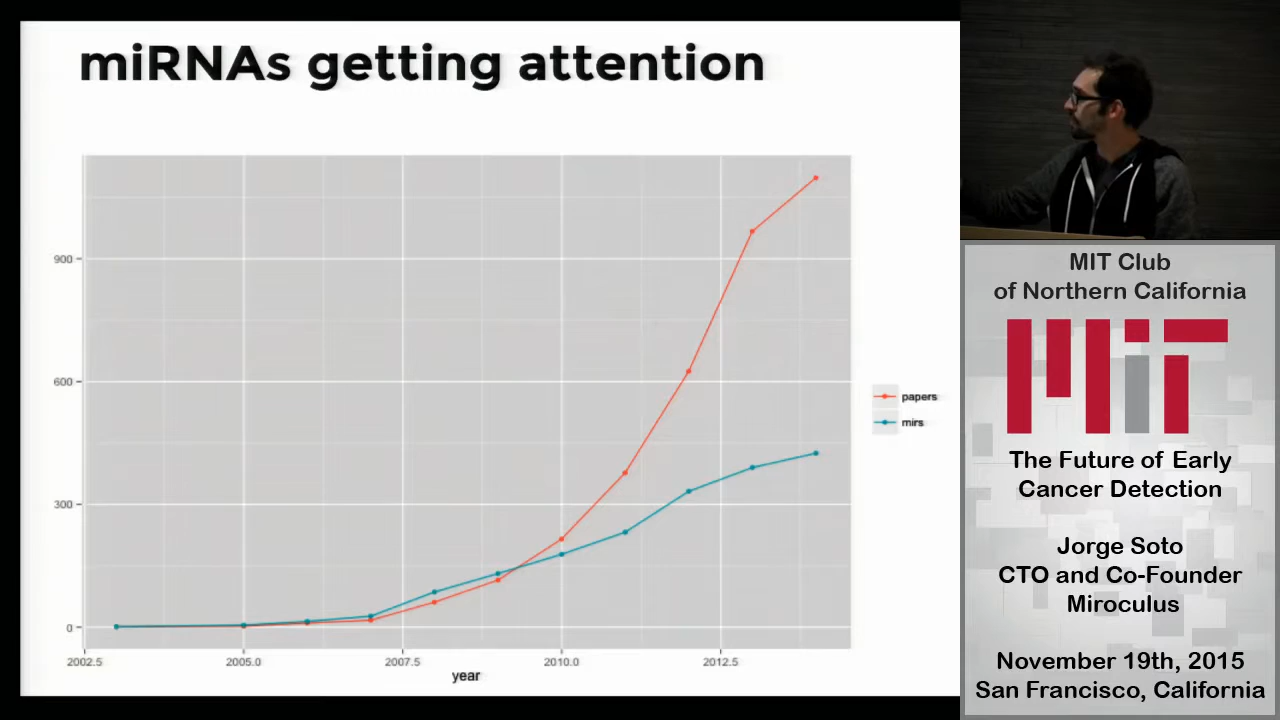 miRNAs getting attention
900
600
300
0
2002.5
2005.0
2007.5
2010.0
2012.5
year
papers
mirs
MIT Club
of Northern California
MIT
The Future of Early
Cancer Detection
Jorge Soto
CTO and Co-Founder
Miroculus
November 19th, 2015
San Francisco, California